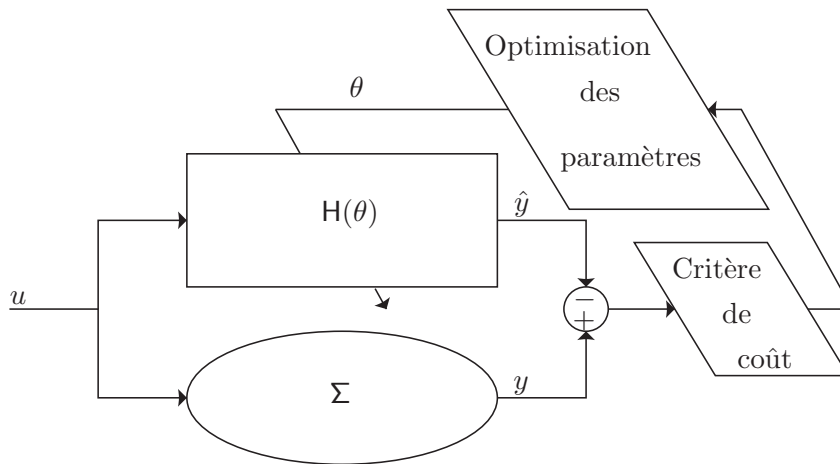 Optimisation
des
paramètres
θ
H(θ)
ŷ
u
Critère
de
coût
−
+
Σ
y